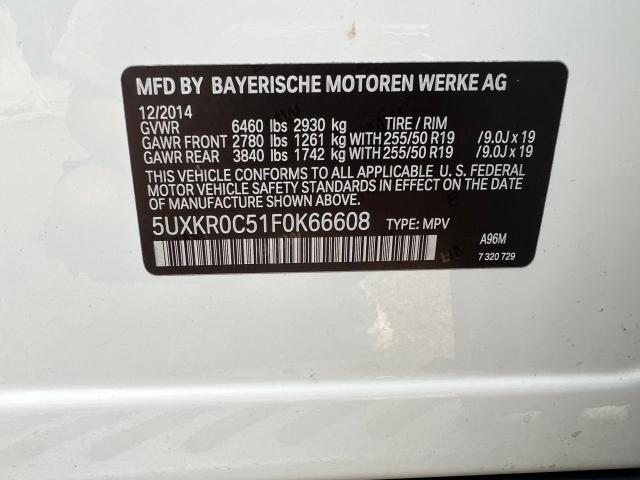 MFD BY BAYERISCHE MOTOREN WERKE AG
12/2014
GVWR 6460 lbs 2930 kg TIRE / RIM
GAWR FRONT 2780 lbs 1261 kg WITH 255/50 R19 /9.0J x 19
GAWR REAR 3840 lbs 1742 kg WITH 255/50 R19 /9.0J x 19
THIS VEHICLE CONFORMS TO ALL APPLICABLE U. S. FEDERAL
MOTOR VEHICLE SAFETY STANDARDS IN EFFECT ON THE DATE
OF MANUFACTURE SHOWN ABOVE.
5UXKR0C51F0K66608 TYPE: MPV
A96M
7 320 729